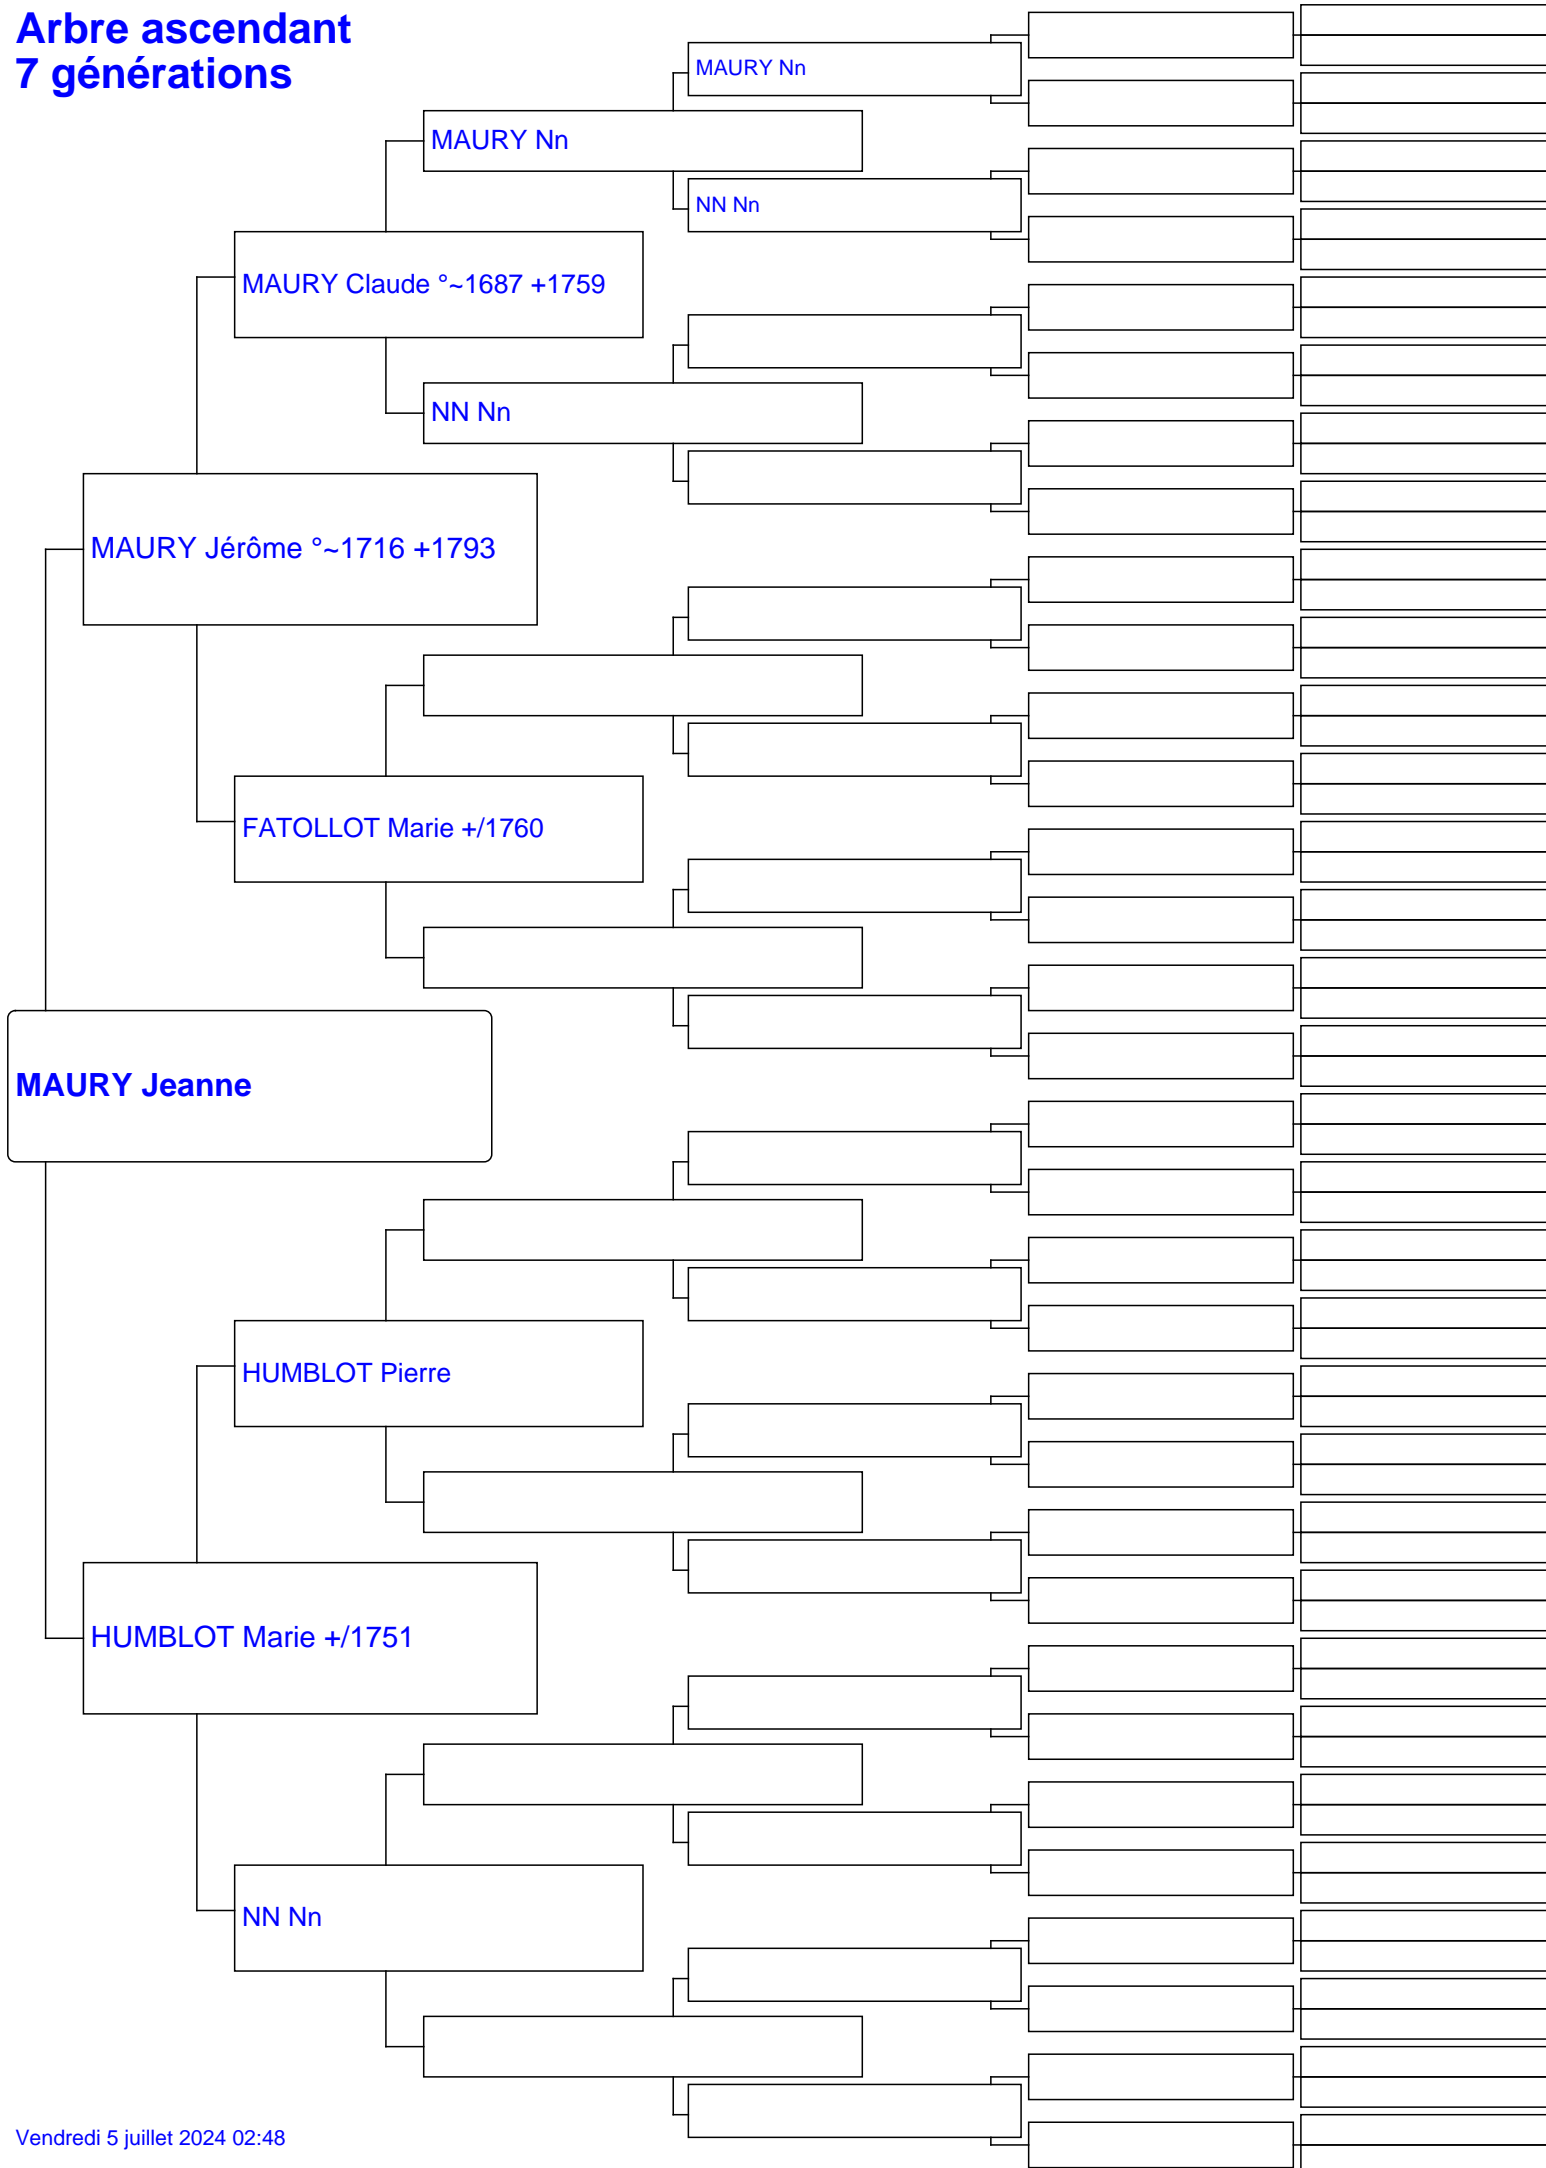 Arbre ascendant
7 générations
MAURY Nn
MAURY Nn
NN Nn
MAURY Claude °~1687 +1759
NN Nn
MAURY Jérôme °~1716 +1793
FATOLLOT Marie +/1760
MAURY Jeanne
HUMBLOT Pierre
HUMBLOT Marie +/1751
NN Nn
Vendredi 5 juillet 2024 02:48